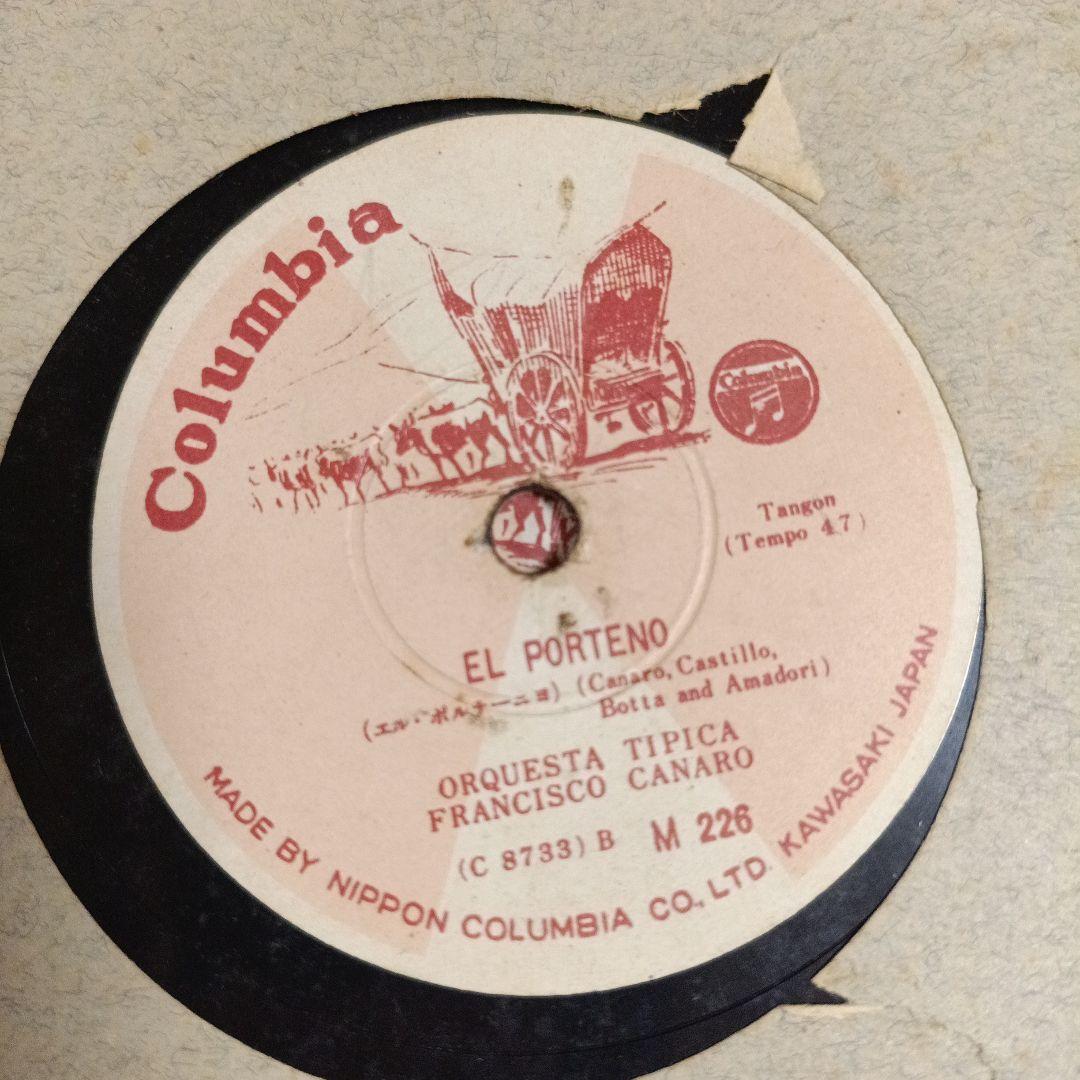 Columbia
Columbia
Tangon
(Tempo 47)
EL PORTENO
(エル・ポルテーニョ) (Canaro, Castillo,
Botta and Amadori)
ORQUESTA TIPICA
FRANCISCO CANARO
(C 8733) B M 226
MADE BY NIPPON COLUMBIA CO., LTD. KAWASAKI JAPAN